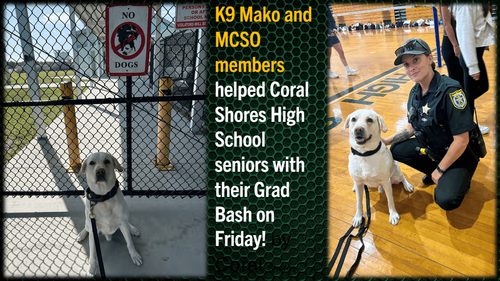 NO
DOGS
K9 Mako and
MCSO
members
helped Coral
Shores High
School
seniors with
their Grad
Bash on
Friday!
HIGH